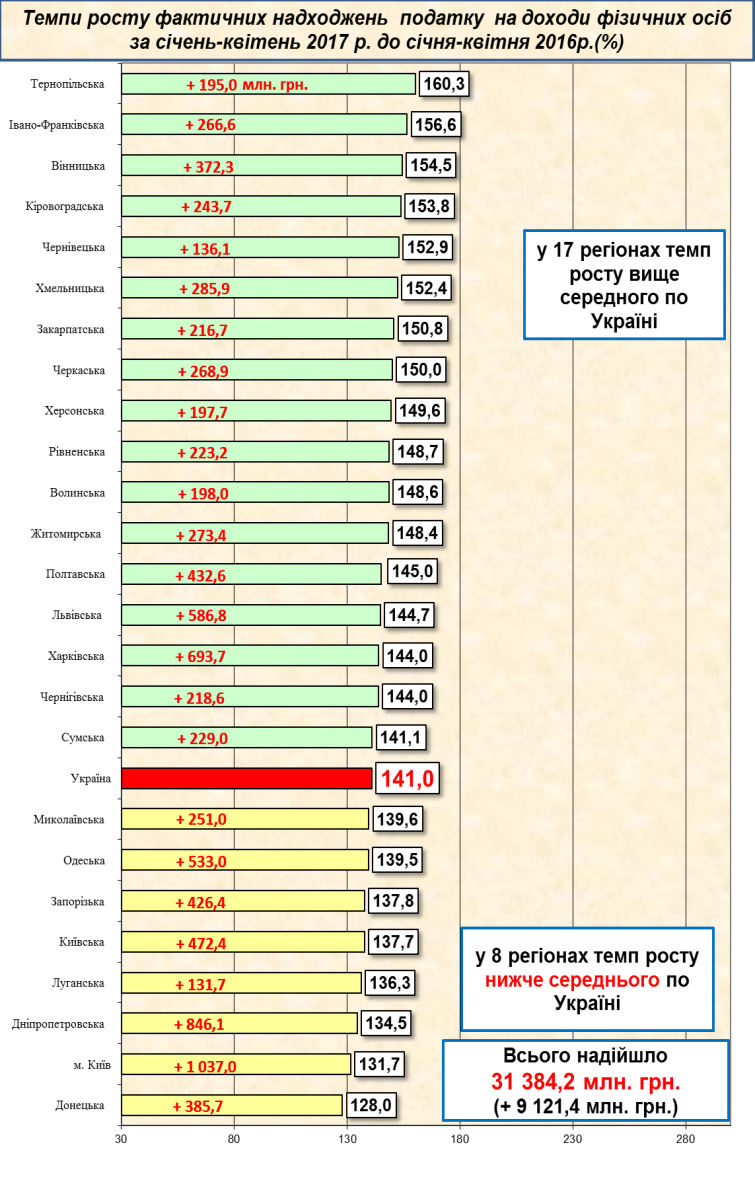 Темпи росту фактичних надходжень податку на доходи фізичних осіб
за січень-квітень 2017 р. до січня-квітня 2016р.(%)
Тернопільська + 195,0 млн. грн. 160,3
Івано-Франківська + 266,6 156,6
Вінницька + 372,3 154,5
Кіровоградська + 243,7 153,8
Чернівецька + 136,1 152,9
Хмельницька + 285,9 152,4
Закарпатська + 216,7 150,8
Черкаська + 268,9 150,0
Херсонська + 197,7 149,6
Рівненська + 223,2 148,7
Волинська + 198,0 148,6
Житомирська + 273,4 148,4
Полтавська + 432,6 145,0
Львівська + 586,8 144,7
Харківська + 693,7 144,0
Чернігівська + 218,6 144,0
Сумська + 229,0 141,1
Україна 141,0
Миколаївська + 251,0 139,6
Одеська + 533,0 139,5
Запорізька + 426,4 137,8
Київська + 472,4 137,7
Луганська + 131,7 136,3
Дніпропетровська + 846,1 134,5
м. Київ + 1 037,0 131,7
Донецька + 385,7 128,0
30 80 130 180 230 280
у 17 регіонах темп
росту вище
середного по
Україні
у 8 регіонах темп росту
нижче середнього по
Україні
Всього надійшло
31 384,2 млн. грн.
(+ 9 121,4 млн. грн.)